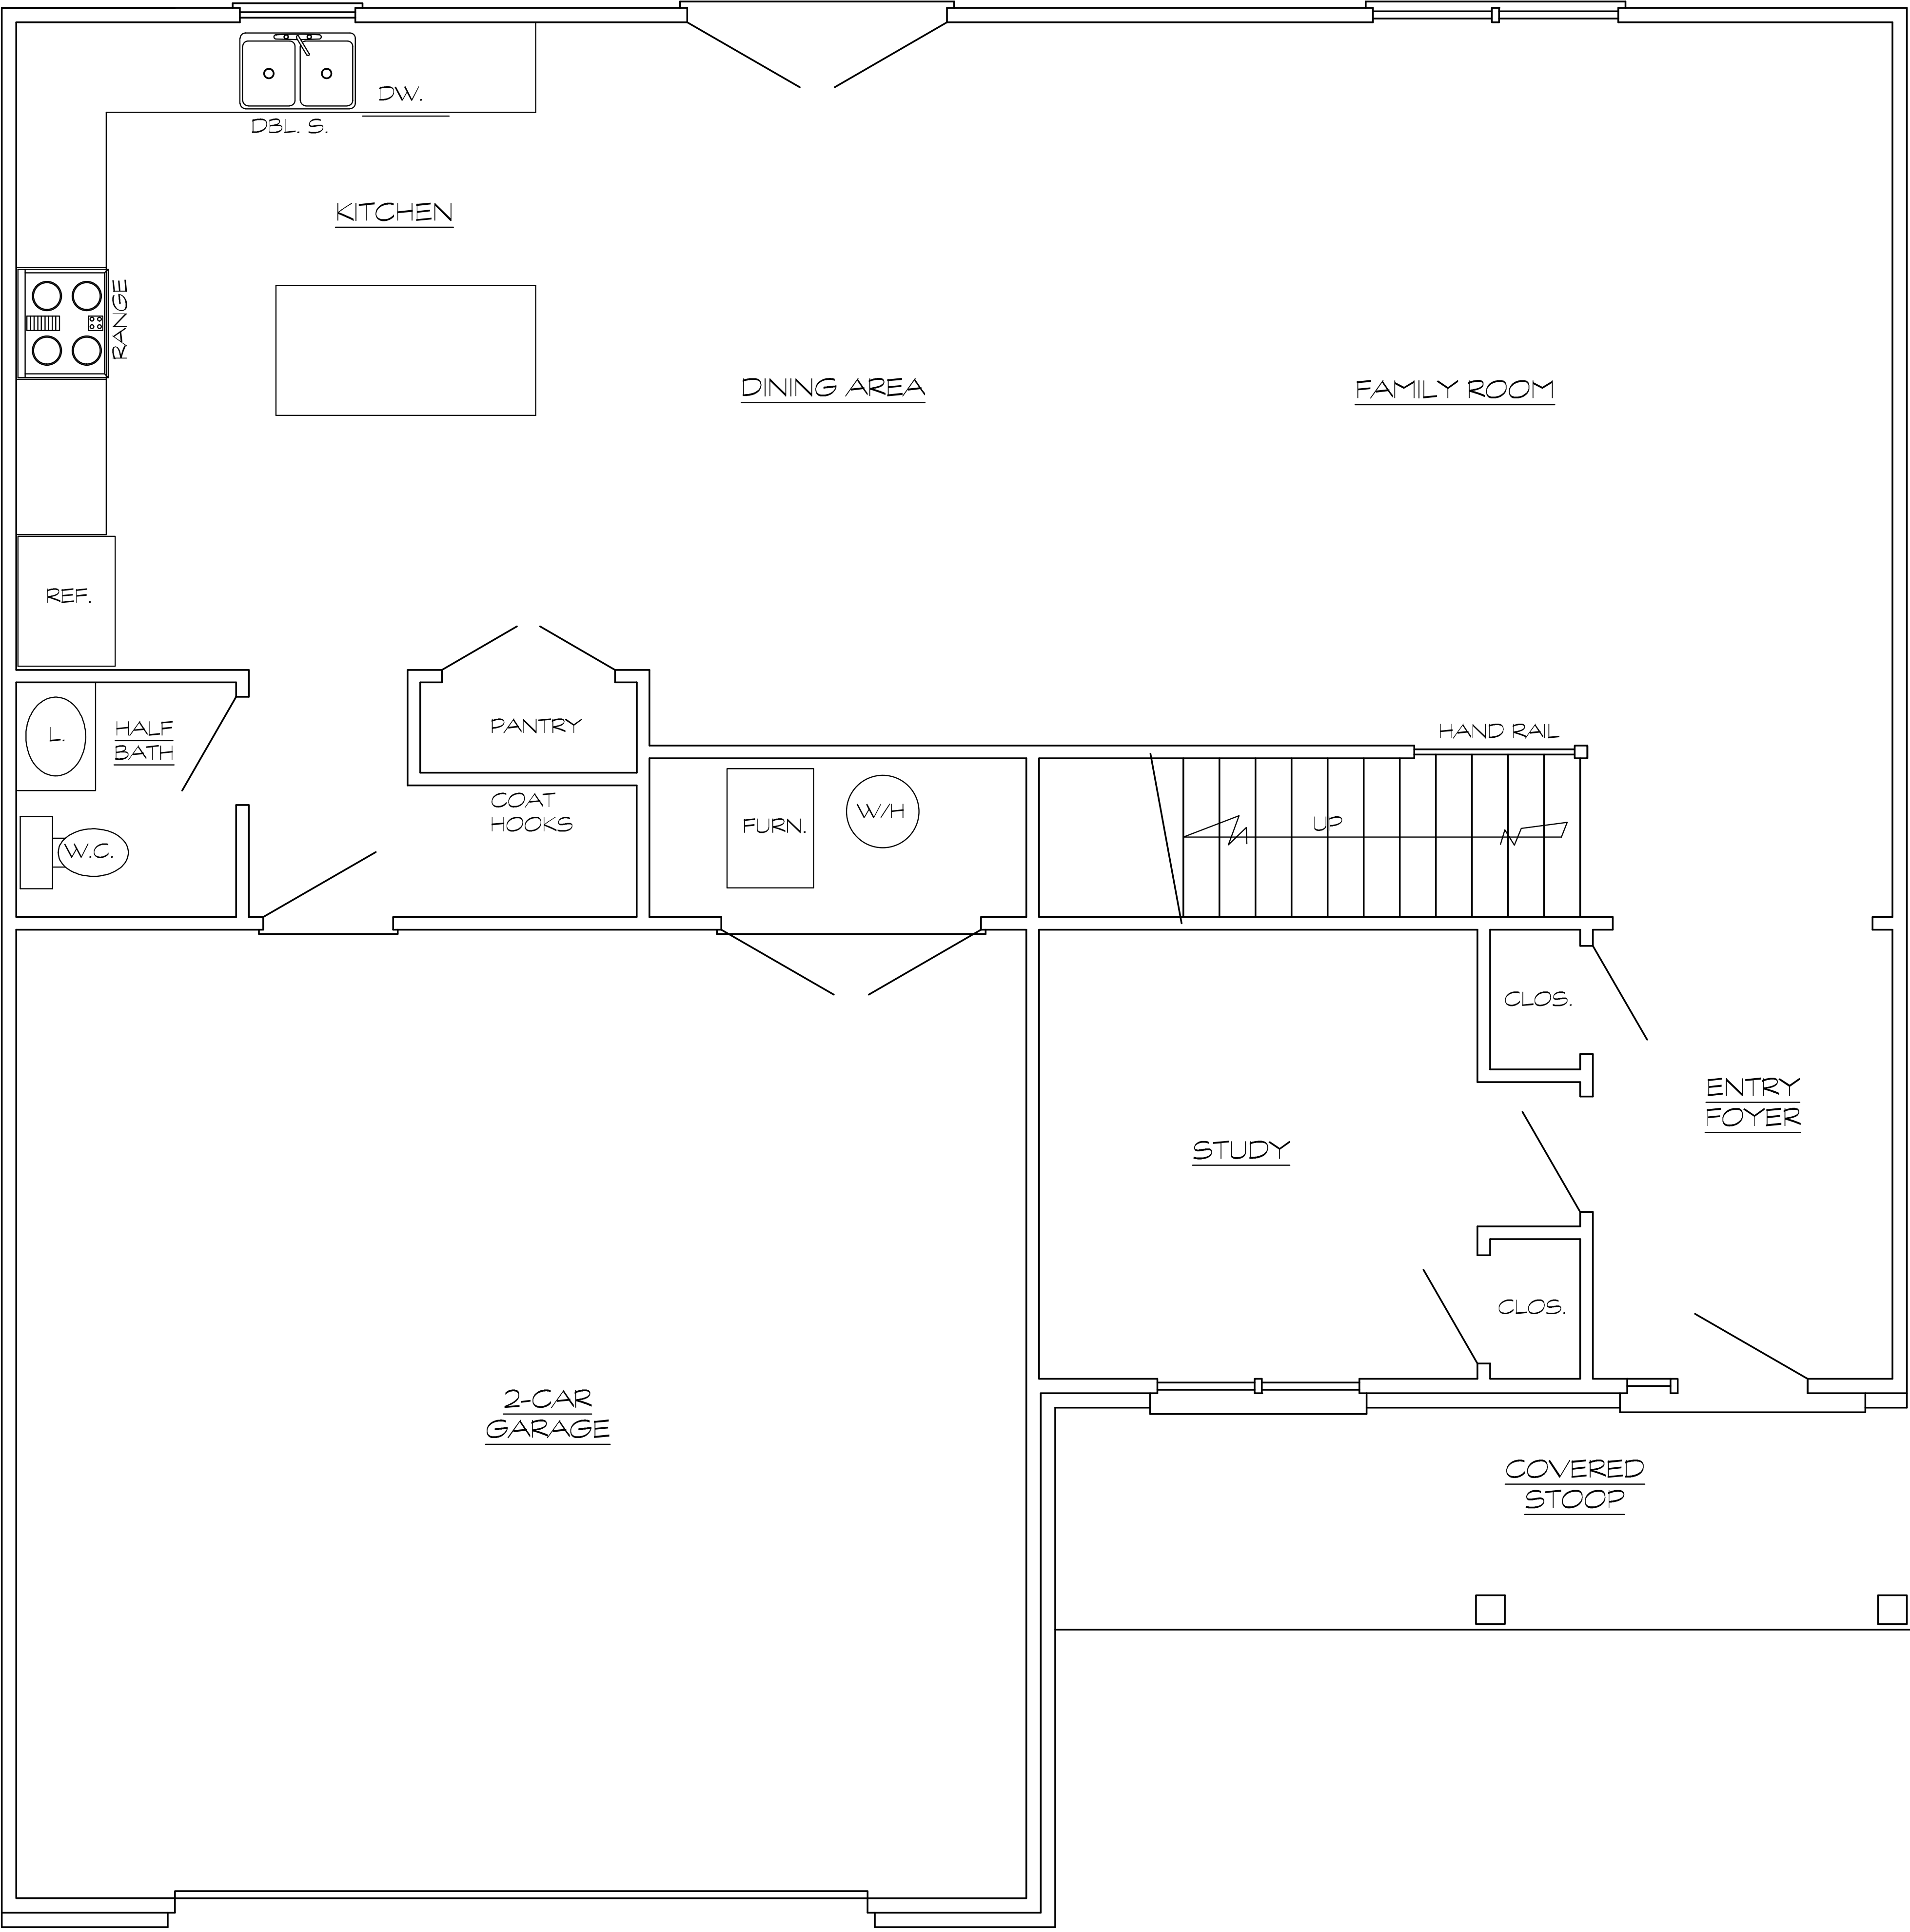 DW.
DBL. S.
KITCHEN
RANGE
DINING AREA
FAMILY ROOM
REF.
L.
HALF
BATH
PANTRY
HAND RAIL
COAT
HOOKS
FURN.
W/H
UP
W.C.
CLOS.
ENTRY
FOYER
STUDY
CLOS.
2-CAR
GARAGE
COVERED
STOOP